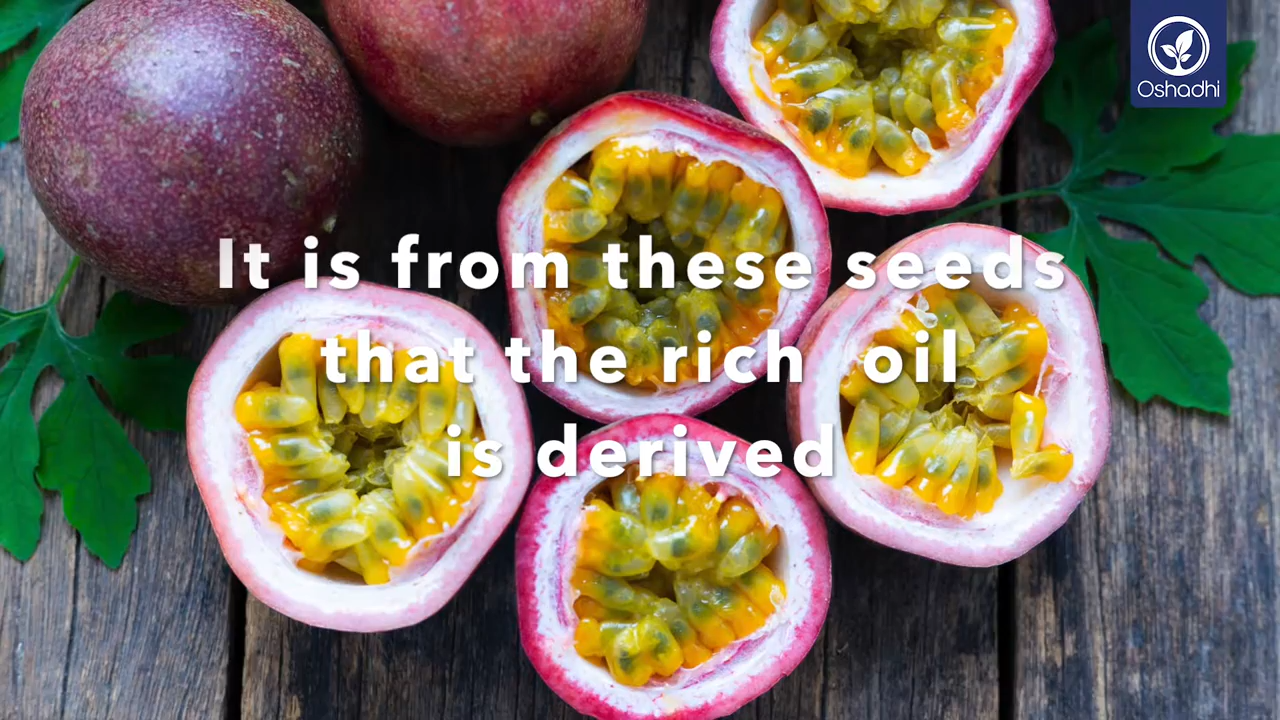 Oshadhi
It is from these seeds
that the rich oil
is derived